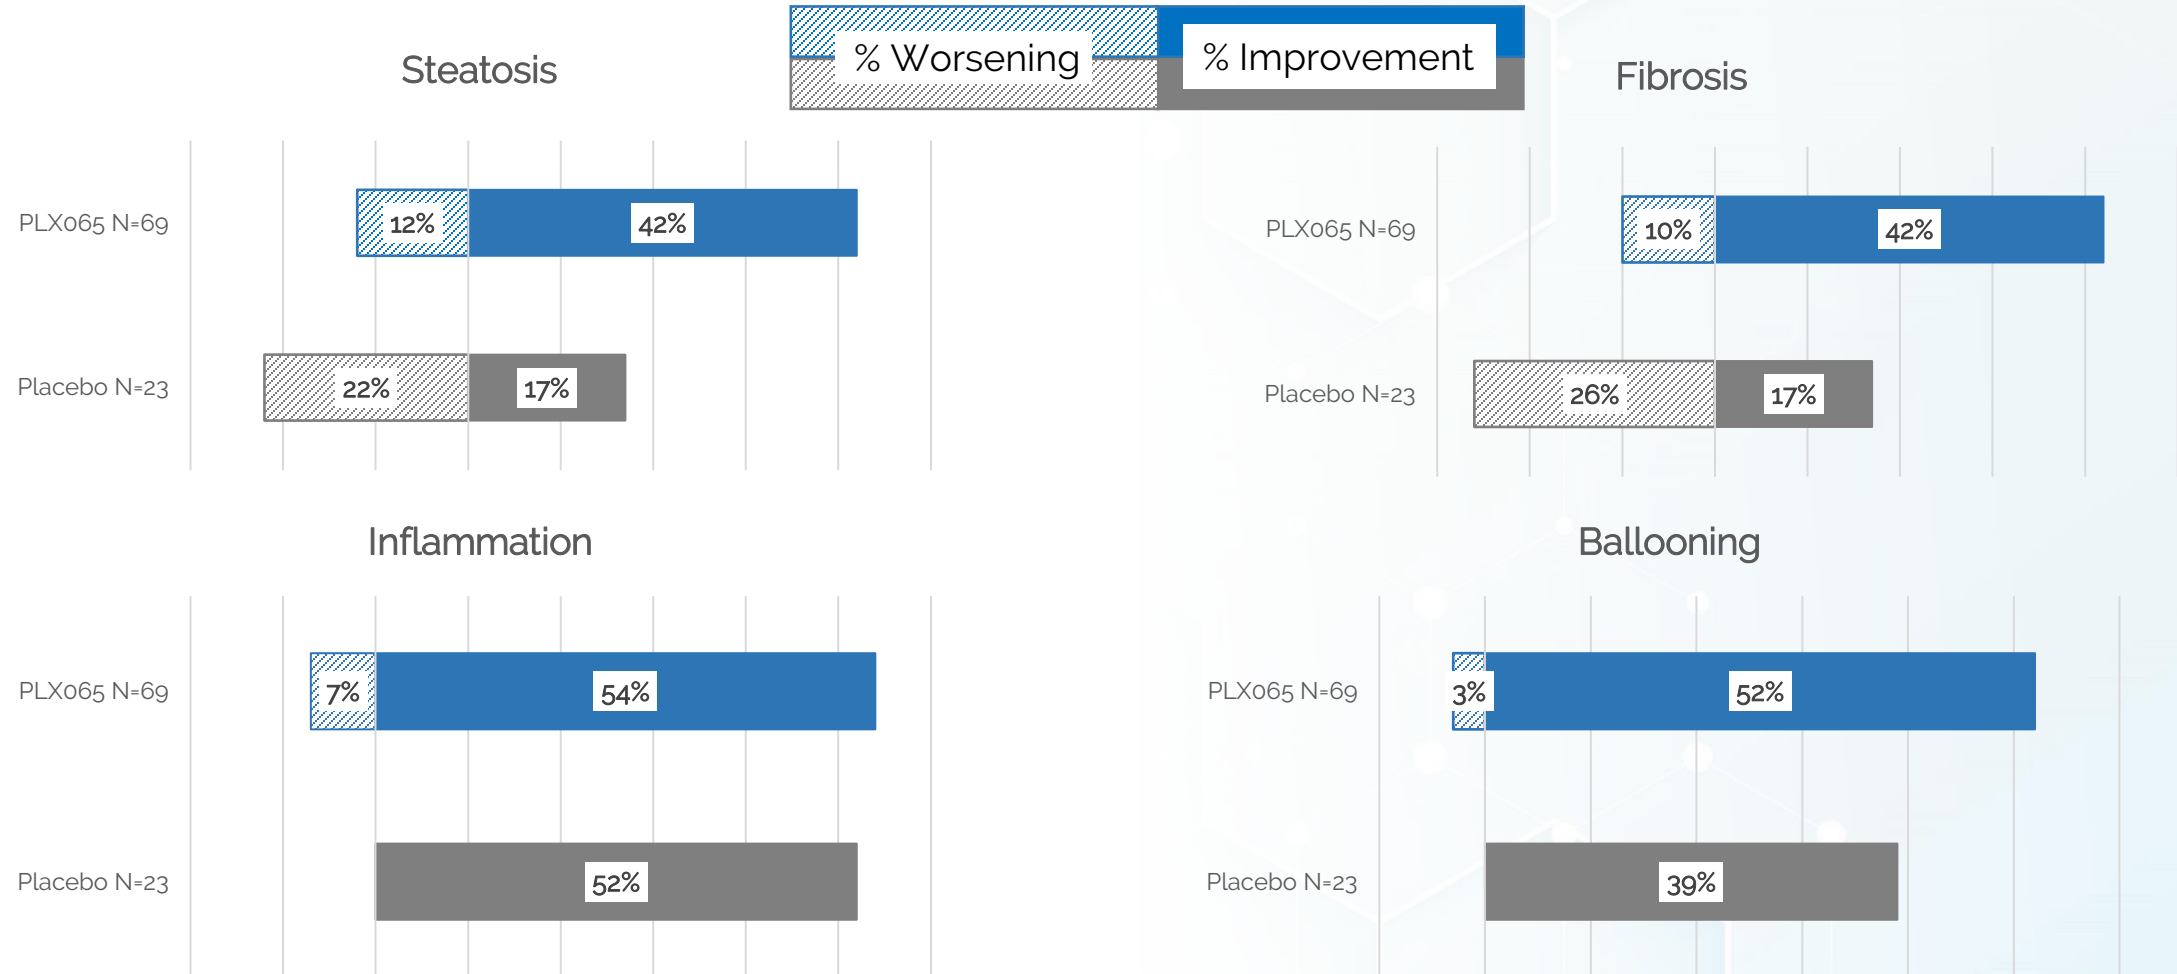 % Worsening
% Improvement
Steatosis
PLX065 N=69
12%
42%
Placebo N=23
22%
17%
Fibrosis
PLX065 N=69
10%
42%
Placebo N=23
26%
17%
Inflammation
PLX065 N=69
7%
54%
Placebo N=23
52%
Ballooning
PLX065 N=69
3%
52%
Placebo N=23
39%